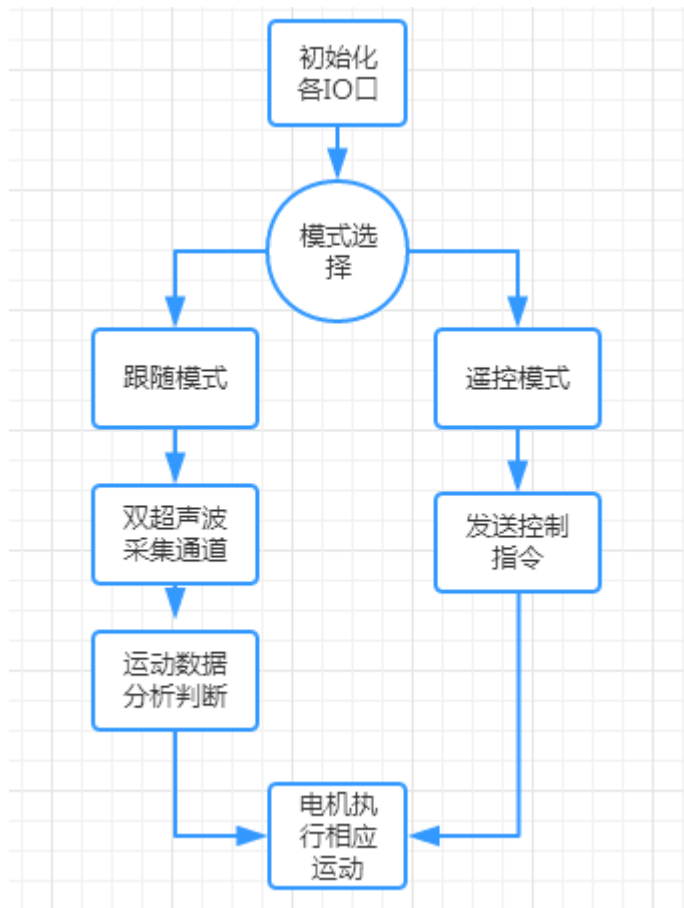 初始化
各IO口
模式选
择
跟随模式
遥控模式
双超声波
采集通道
发送控制
指令
运动数据
分析判断
电机执
行相应
运动